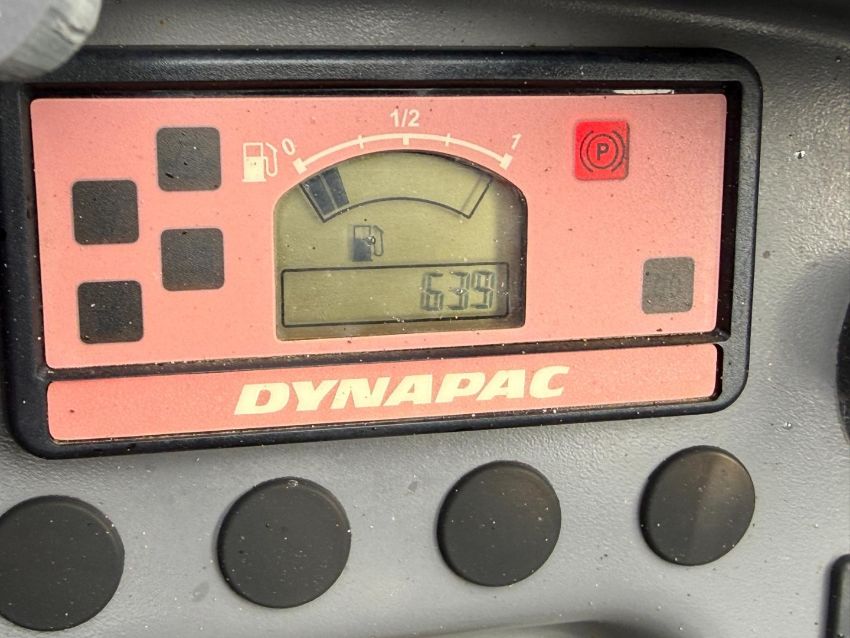 0 1/2 1
P
639
DYNAPAC